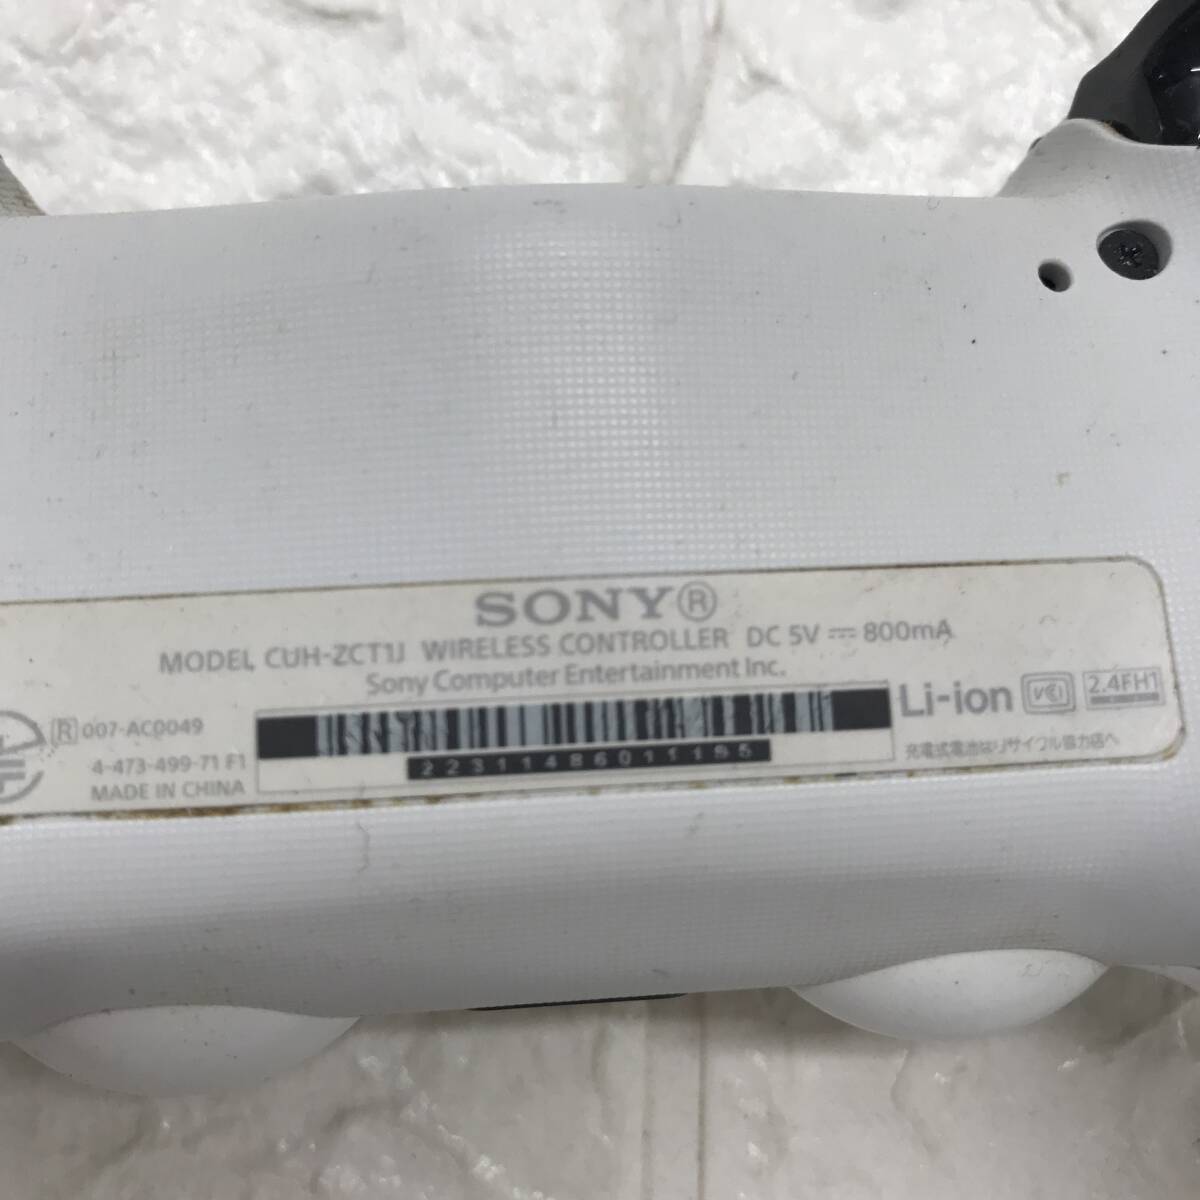 SONY®
MODEL CUH-ZCT1J WIRELESS CONTROLLER DC 5V ⎓ 800mA
Sony Computer Entertainment Inc.
R 007-AC0049
4-473-499-71 F1
MADE IN CHINA
22311486011195
Li-ion VCI 2.4FH1
充電式電池はリサイクル協力店へ